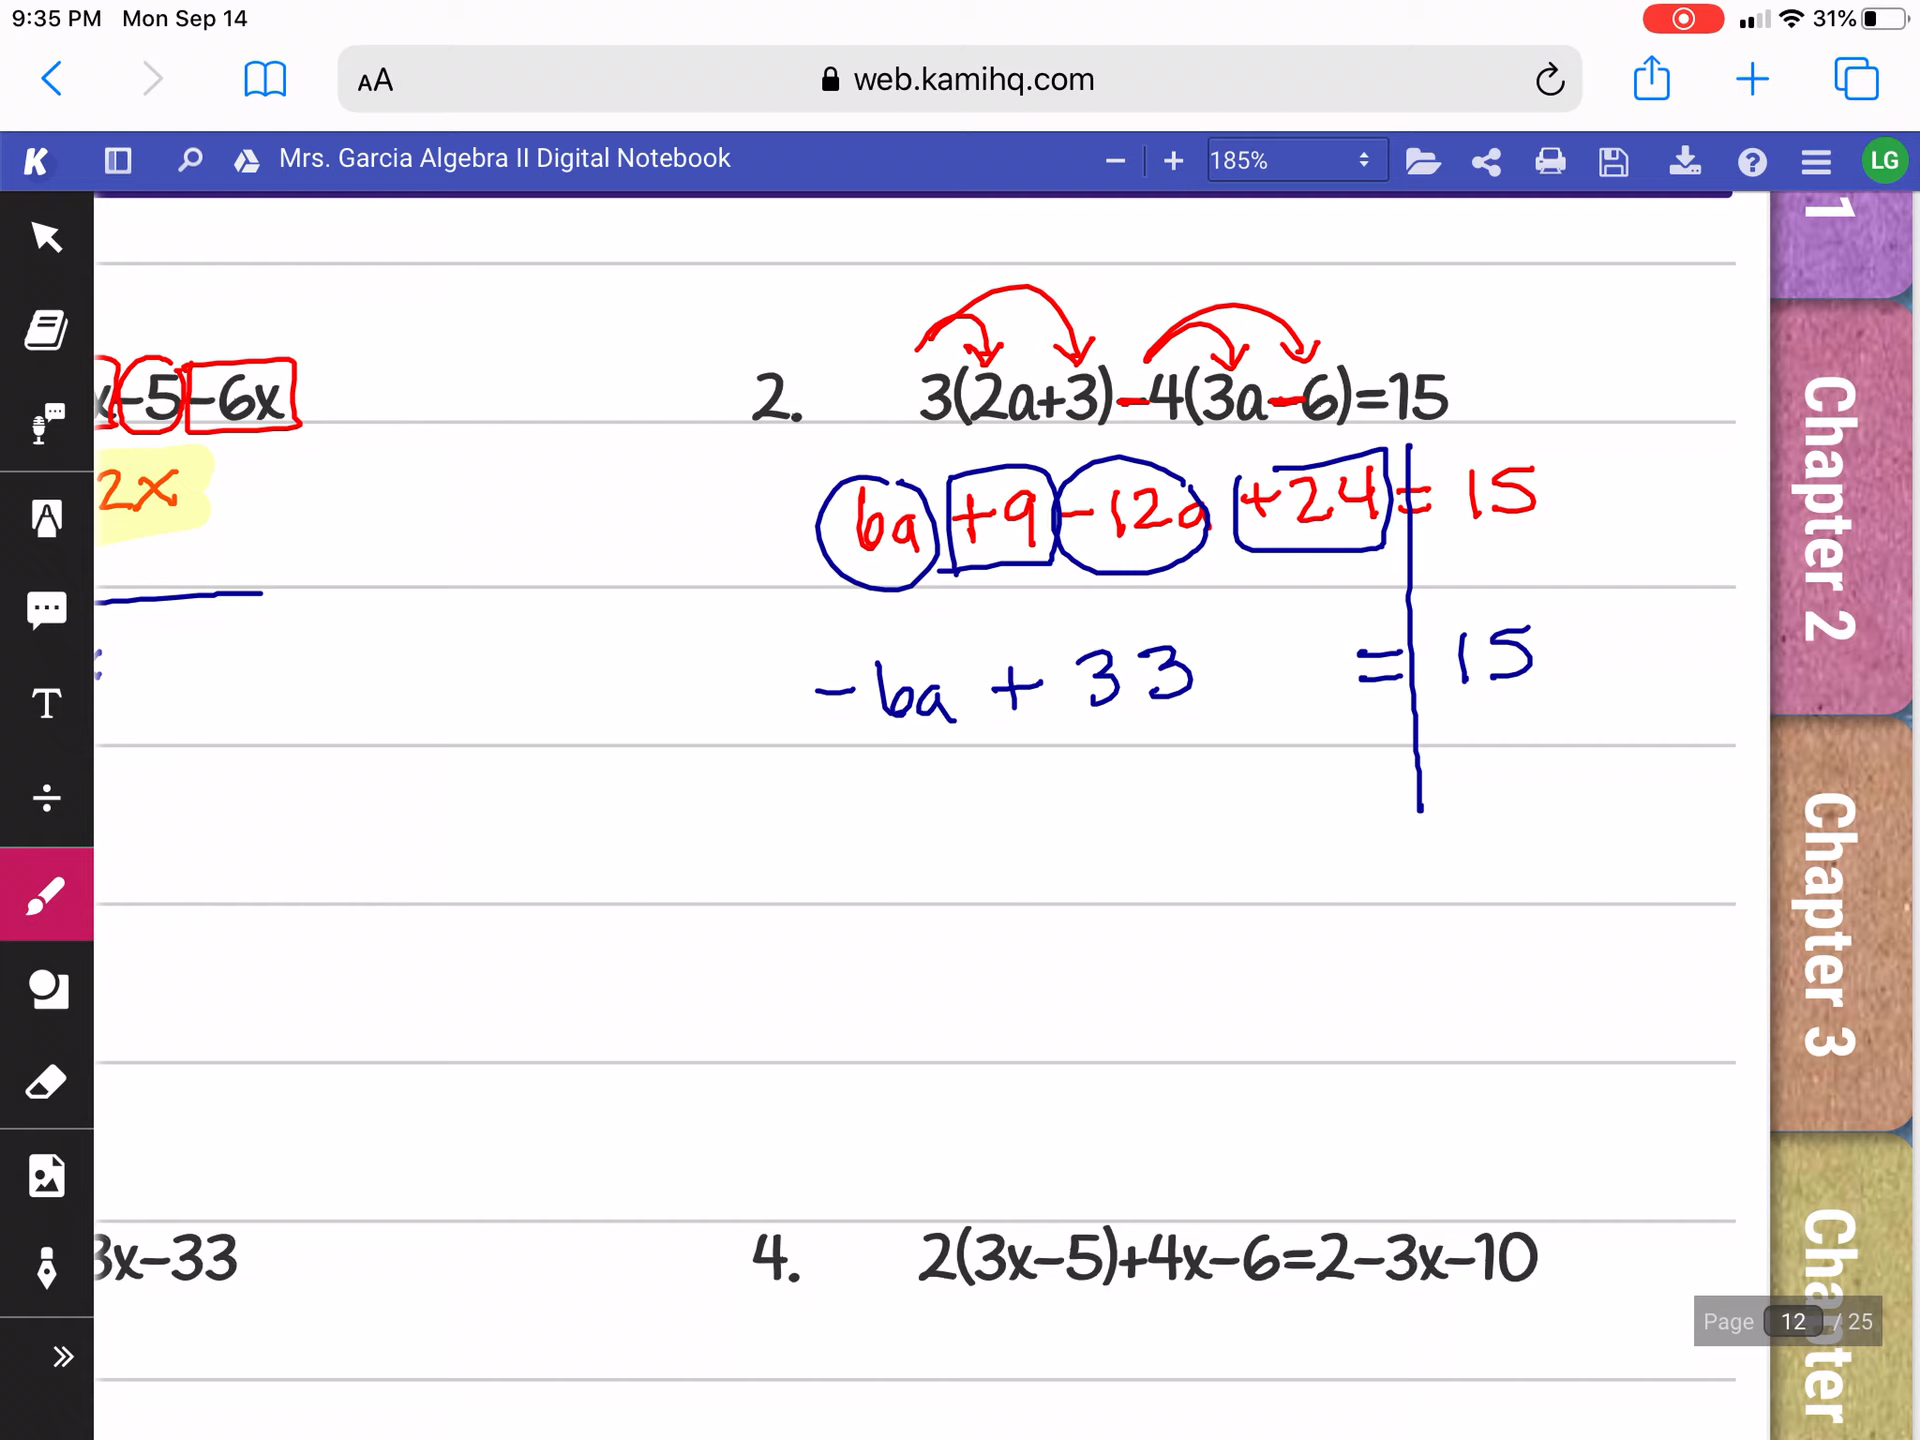 9:35 PM Mon Sep 14
31%
AA
web.kamihq.com
K
Mrs. Garcia Algebra II Digital Notebook
185%
LG
1
Chapter 2
Chapter 3
Chapter
x-5-6x
2x
2. 3(2a+3)-4(3a-6)=15
6a +9 -12a +24 = 15
-6a + 33 = 15
=
3x-33
4. 2(3x-5)+4x-6=2-3x-10
Page 12 / 25
T